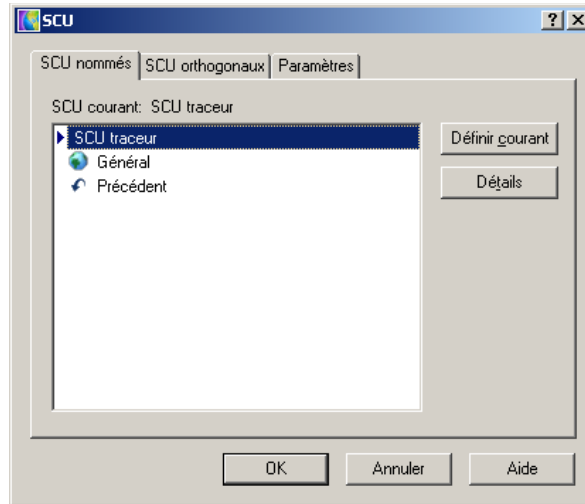 SCU
SCU nommés SCU orthogonaux Paramètres
SCU courant: SCU traceur
SCU traceur
Général
Précédent
Définir courant
Détails
OK Annuler Aide